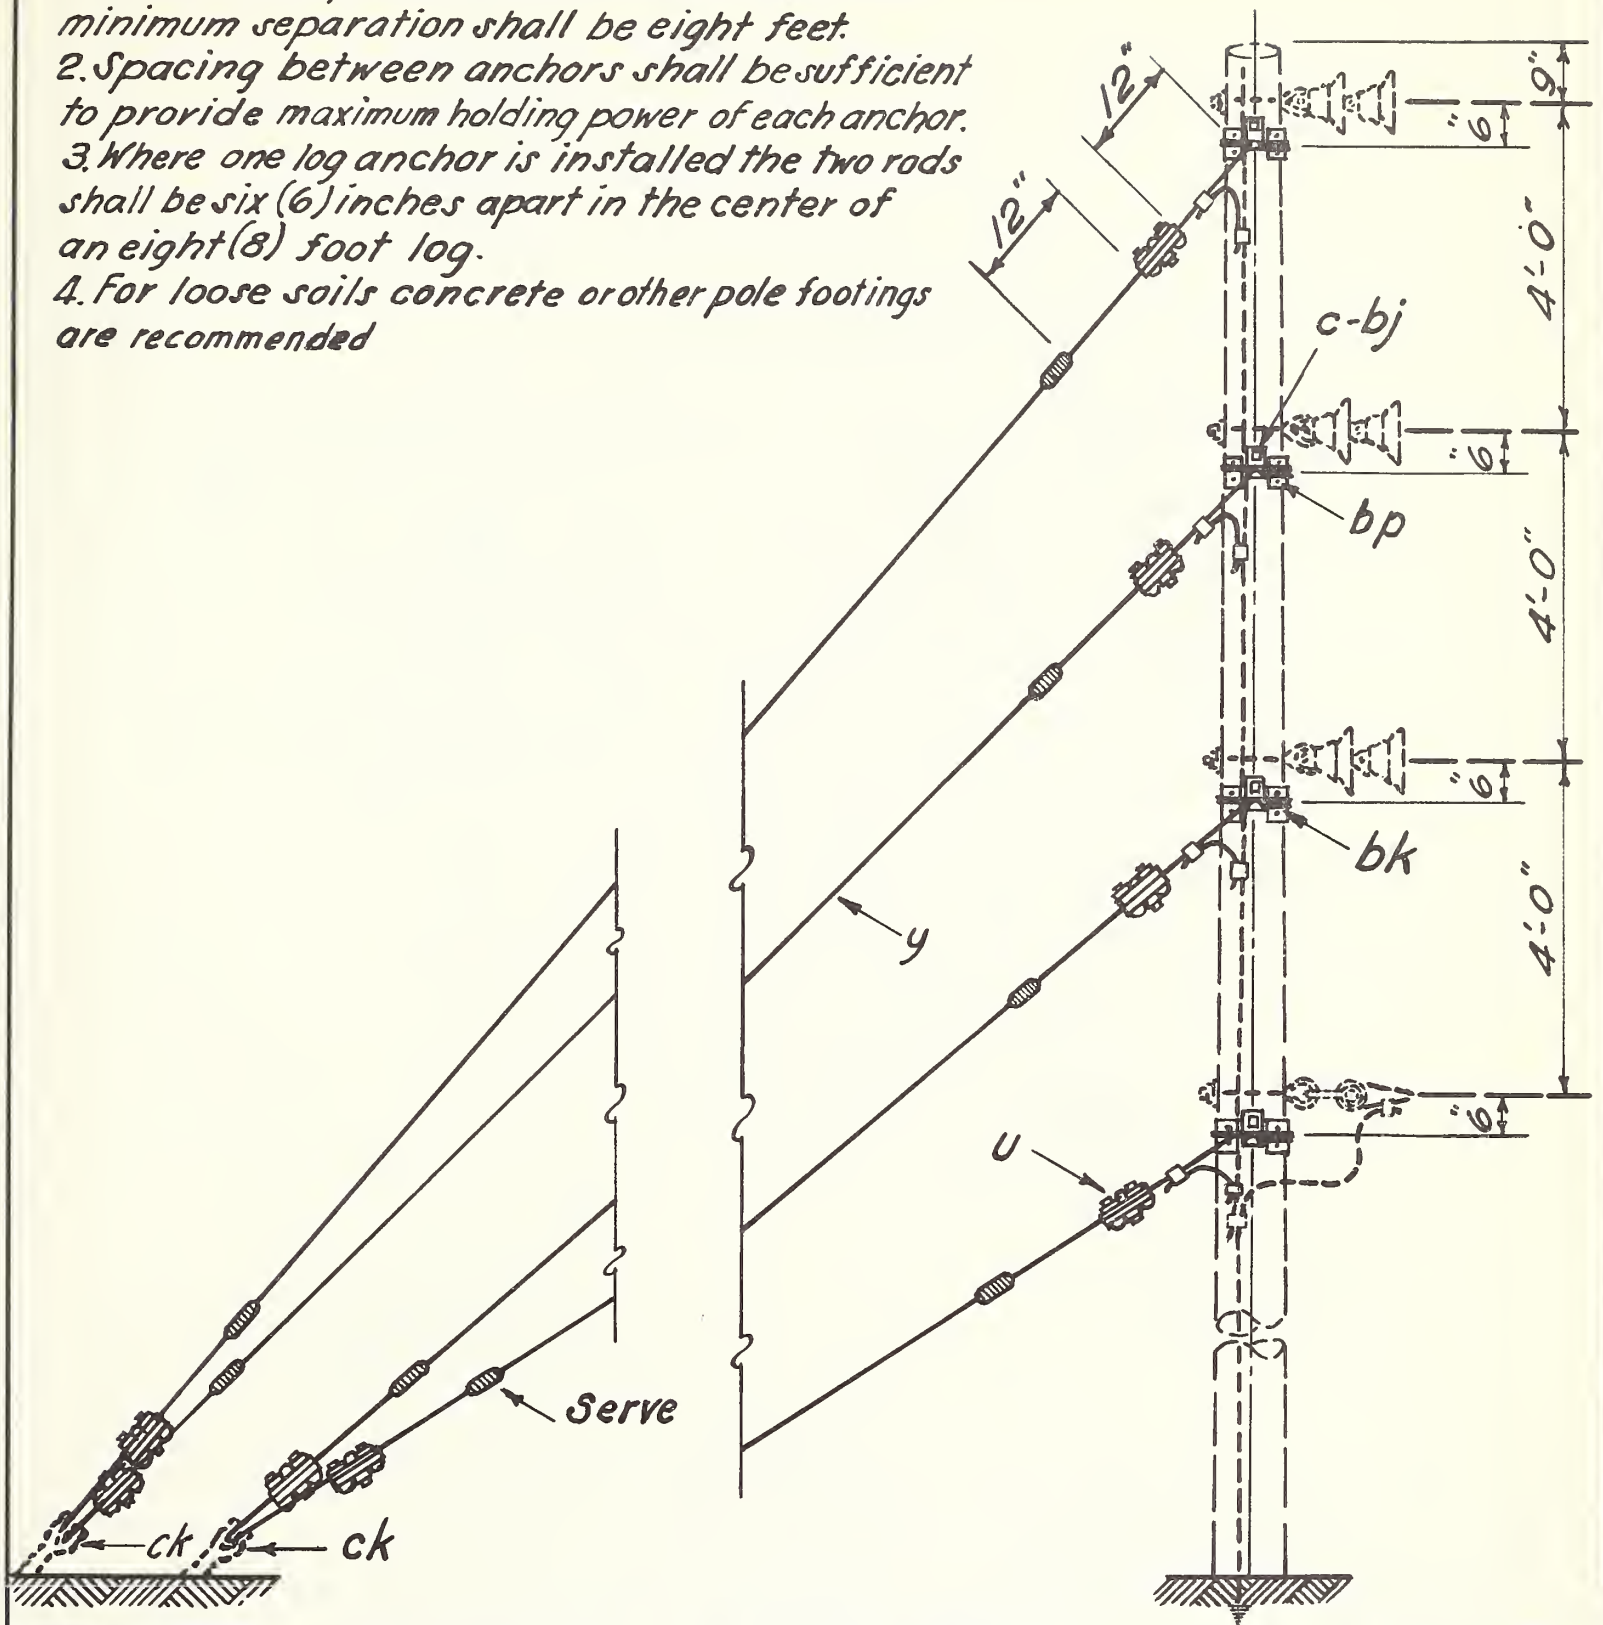 minimum separation shall be eight feet.
2. Spacing between anchors shall be sufficient
to provide maximum holding power of each anchor.
3. Where one log anchor is installed the two rods
shall be six (6) inches apart in the center of
an eight (8) foot log.
4. For loose soils concrete or other pole footings
are recommended
12"
12"
9"
6"
4'-0"
c-bj
6"
bp
4'-0"
6"
bk
y
4'-0"
6"
u
Serve
ck
ck